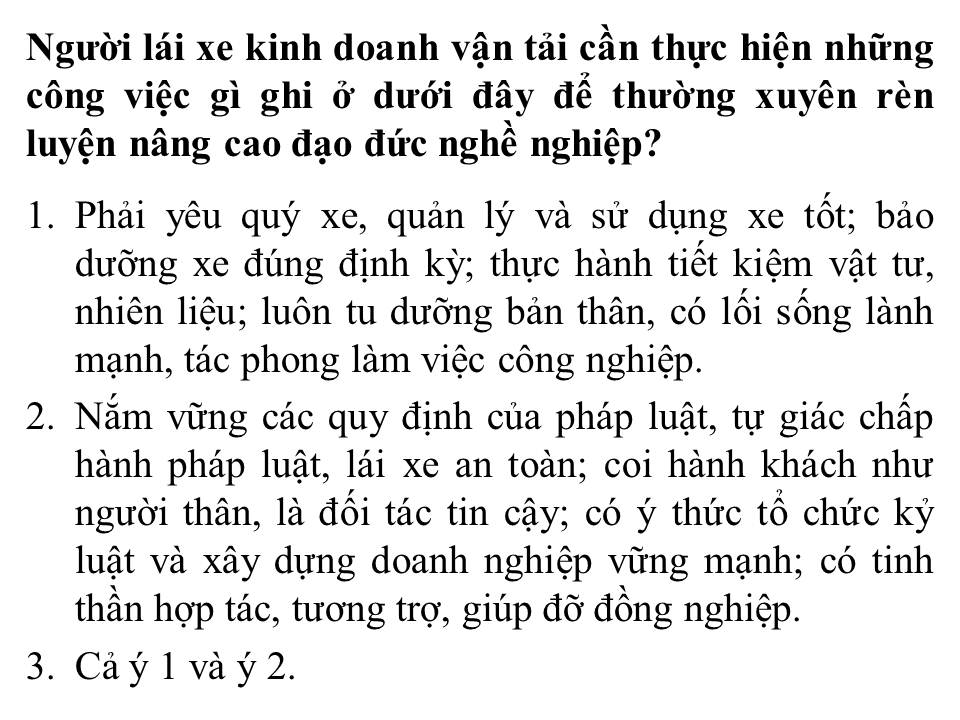 Người lái xe kinh doanh vận tải cần thực hiện những
công việc gì ghi ở dưới đây để thường xuyên rèn
luyện nâng cao đạo đức nghề nghiệp?
1. Phải yêu quý xe, quản lý và sử dụng xe tốt; bảo
dưỡng xe đúng định kỳ; thực hành tiết kiệm vật tư,
nhiên liệu; luôn tu dưỡng bản thân, có lối sống lành
mạnh, tác phong làm việc công nghiệp.
2. Nắm vững các quy định của pháp luật, tự giác chấp
hành pháp luật, lái xe an toàn; coi hành khách như
người thân, là đối tác tin cậy; có ý thức tổ chức kỷ
luật và xây dựng doanh nghiệp vững mạnh; có tinh
thần hợp tác, tương trợ, giúp đỡ đồng nghiệp.
3. Cả ý 1 và ý 2.